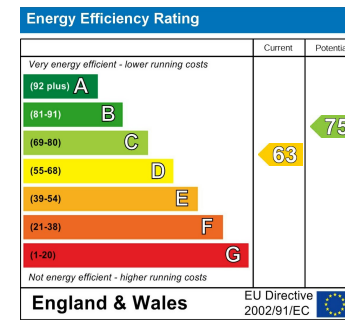 Energy Efficiency Rating
Current
Very energy efficient - lower running costs
(92 plus) A
(81-91) B
75
(69-80) C
63
(55-68) D
(39-54) E
(21-38) F
(1-20) G
Not energy efficient - higher running costs
England & Wales
EU Directive
2002/91/EC